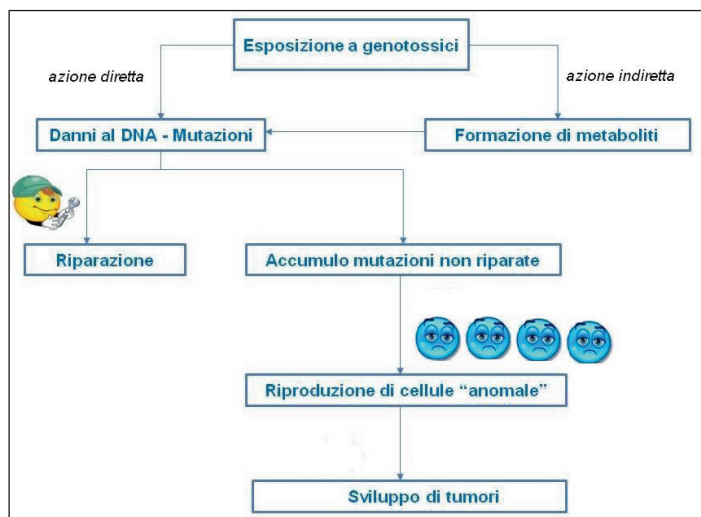 Esposizione a genotossici
azione diretta
azione indiretta
Danni al DNA - Mutazioni
Formazione di metaboliti
Riparazione
Accumulo mutazioni non riparate
Riproduzione di cellule “anomale”
Sviluppo di tumori